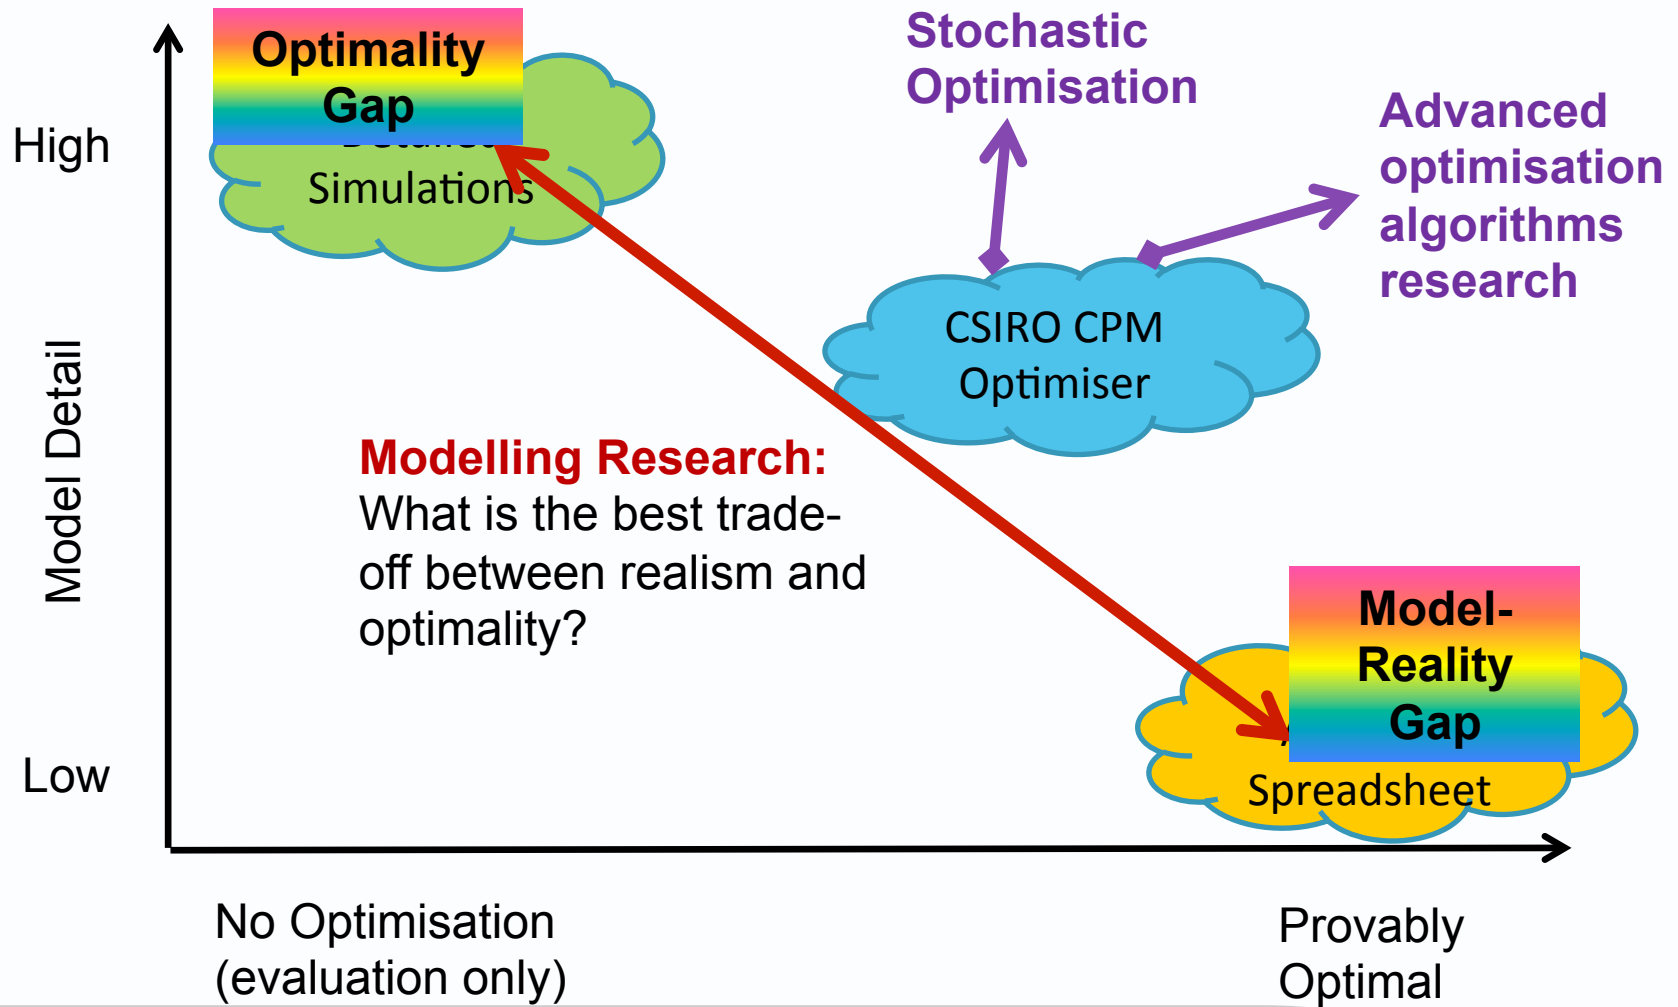 Optimality
Gap
Simulations
Stochastic
Optimisation
Advanced
optimisation
algorithms
research
High
CSIRO CPM
Optimiser
Model Detail
Modelling Research:
What is the best trade-
off between realism and
optimality?
Model-
Reality
Gap
Spreadsheet
Low
No Optimisation
(evaluation only)
Provably
Optimal